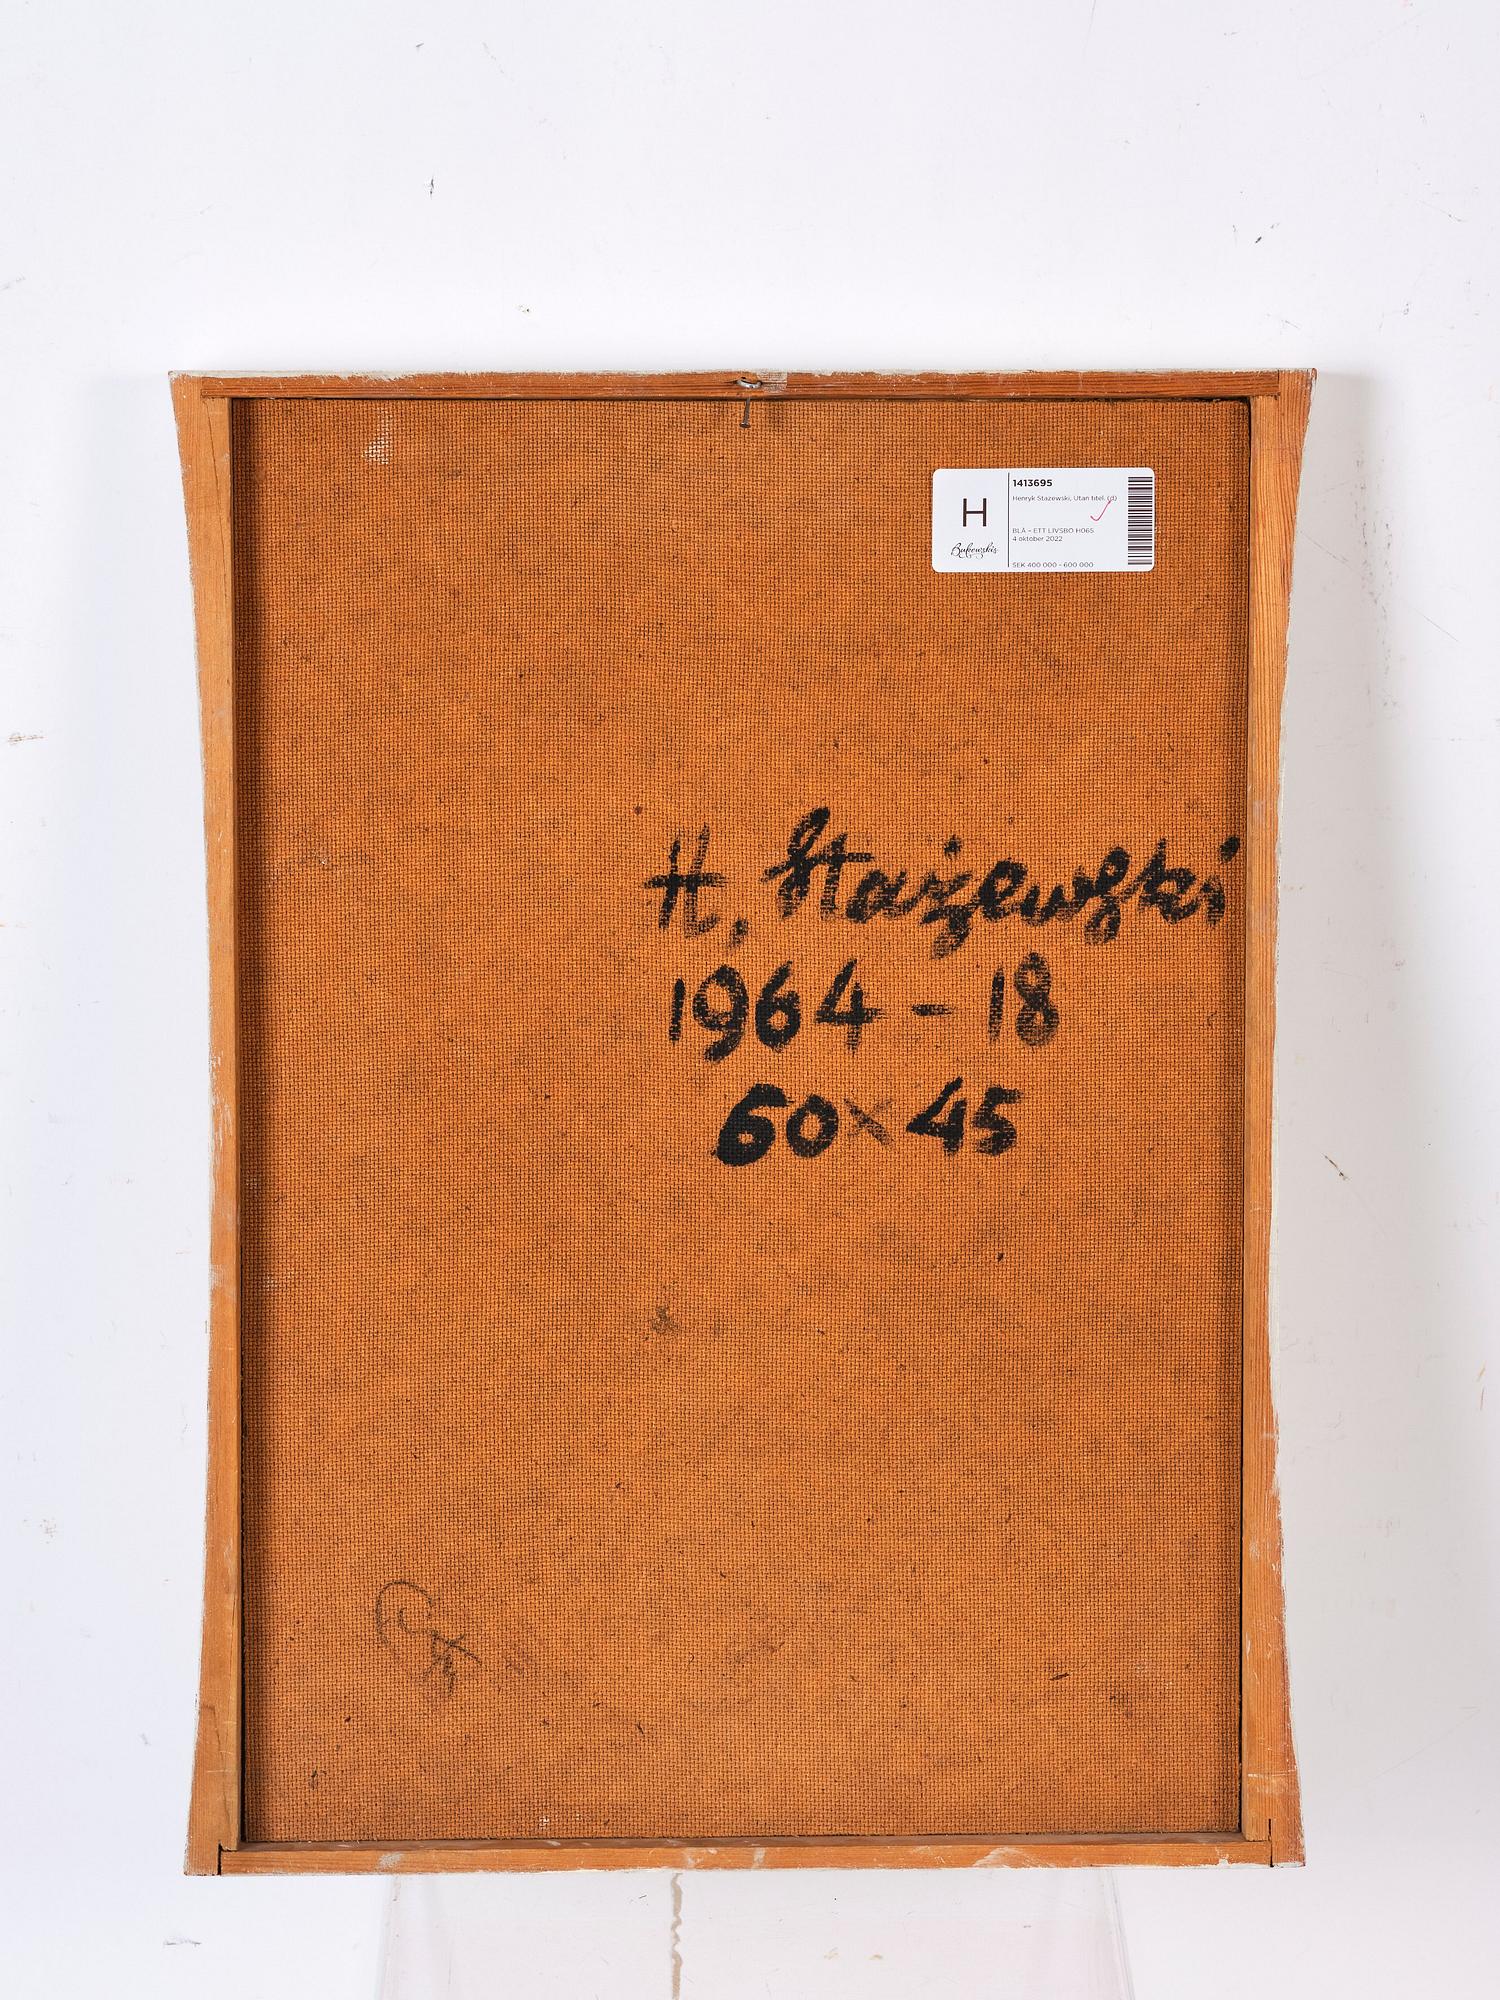 1413695
Henryk Stazewski, Utan titel. (d)
H
BLÅ - ETT LIVSBO H065
4 oktober 2022
Bukowskis
SEK 400 000 - 600 000
H, Stażewski
1964 - 18
60 x 45